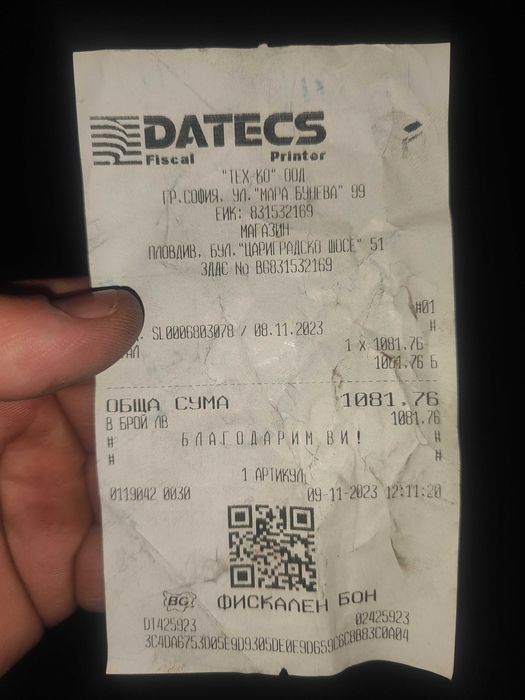 DATECS
Fiscal Printer
"ТЕХ-КО" ООД
ГР.СОФИЯ, УЛ."МАРА БУНЕВА" 99
ЕИК: 831532169
МАГАЗИН
ПЛОВДИВ, БУЛ."ЦАРИГРАДСКО ШОСЕ" 51
ЗДДС No BG831532169
#01
SL0006803078 / 08.11.2023 #
1 X 1081.76
1081.76 Б
ОБЩА СУМА 1081.76
В БРОЙ ЛВ 1081.76
# БЛАГОДАРИМ ВИ! #
# #
1 АРТИКУЛ
0119042 0030 09-11-2023 12:11:20
BG ФИСКАЛЕН БОН
DT425923 02425923
3C4DA6753D05E9D9305DE0E9D659C6C8B83C0A04